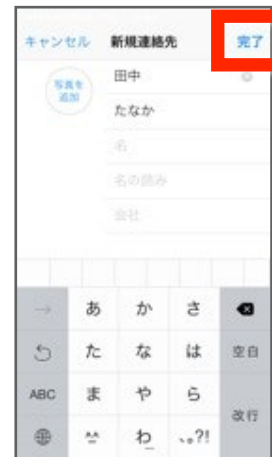 キャンセル 新規連絡先 完了
写真を
追加
田中
たなか
名
名の読み
会社
→ あ か さ
た な は 空白
ABC ま や ら 改行
^^ わ 、。?!